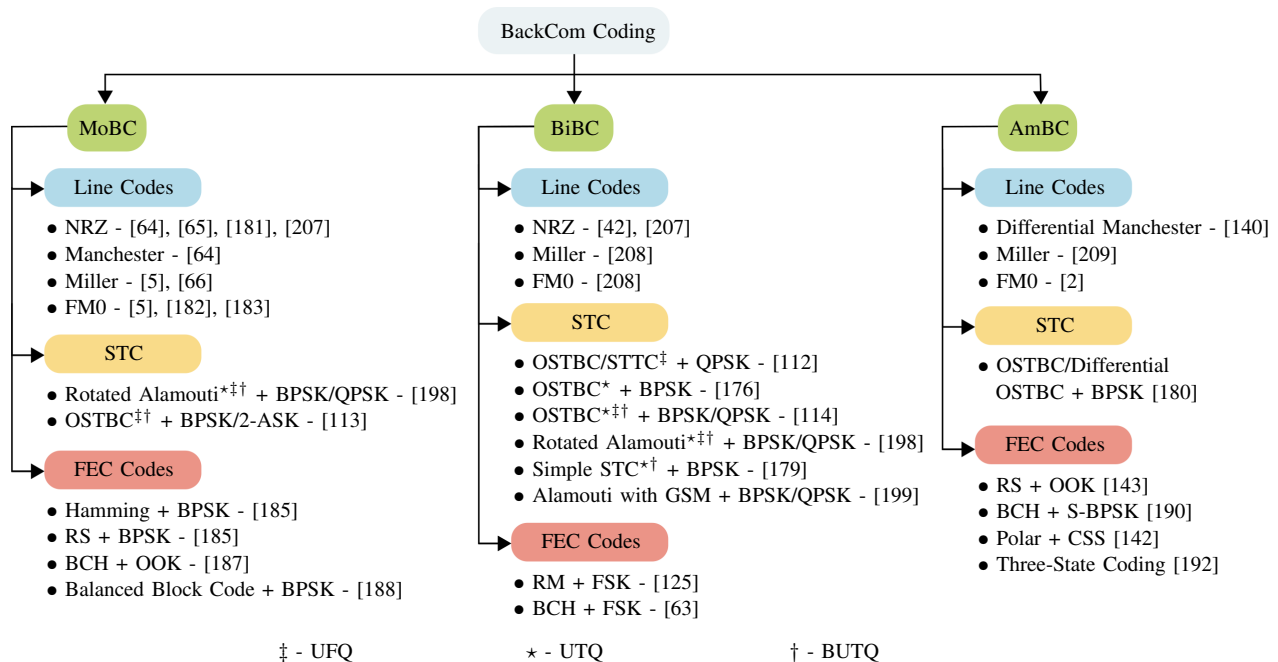 BackCom Coding
MoBC
Line Codes
● NRZ - [64], [65], [181], [207]
● Manchester - [64]
● Miller - [5], [66]
● FM0 - [5], [182], [183]
STC
● Rotated Alamouti⋆‡† + BPSK/QPSK - [198]
● OSTBC‡† + BPSK/2-ASK - [113]
FEC Codes
● Hamming + BPSK - [185]
● RS + BPSK - [185]
● BCH + OOK - [187]
● Balanced Block Code + BPSK - [188]
BiBC
Line Codes
● NRZ - [42], [207]
● Miller - [208]
● FM0 - [208]
STC
● OSTBC/STTC‡ + QPSK - [112]
● OSTBC⋆ + BPSK - [176]
● OSTBC⋆‡† + BPSK/QPSK - [114]
● Rotated Alamouti⋆‡† + BPSK/QPSK - [198]
● Simple STC⋆† + BPSK - [179]
● Alamouti with GSM + BPSK/QPSK - [199]
FEC Codes
● RM + FSK - [125]
● BCH + FSK - [63]
AmBC
Line Codes
● Differential Manchester - [140]
● Miller - [209]
● FM0 - [2]
STC
● OSTBC/Differential
OSTBC + BPSK [180]
FEC Codes
● RS + OOK [143]
● BCH + S-BPSK [190]
● Polar + CSS [142]
● Three-State Coding [192]
‡ - UFQ ⋆ - UTQ † - BUTQ